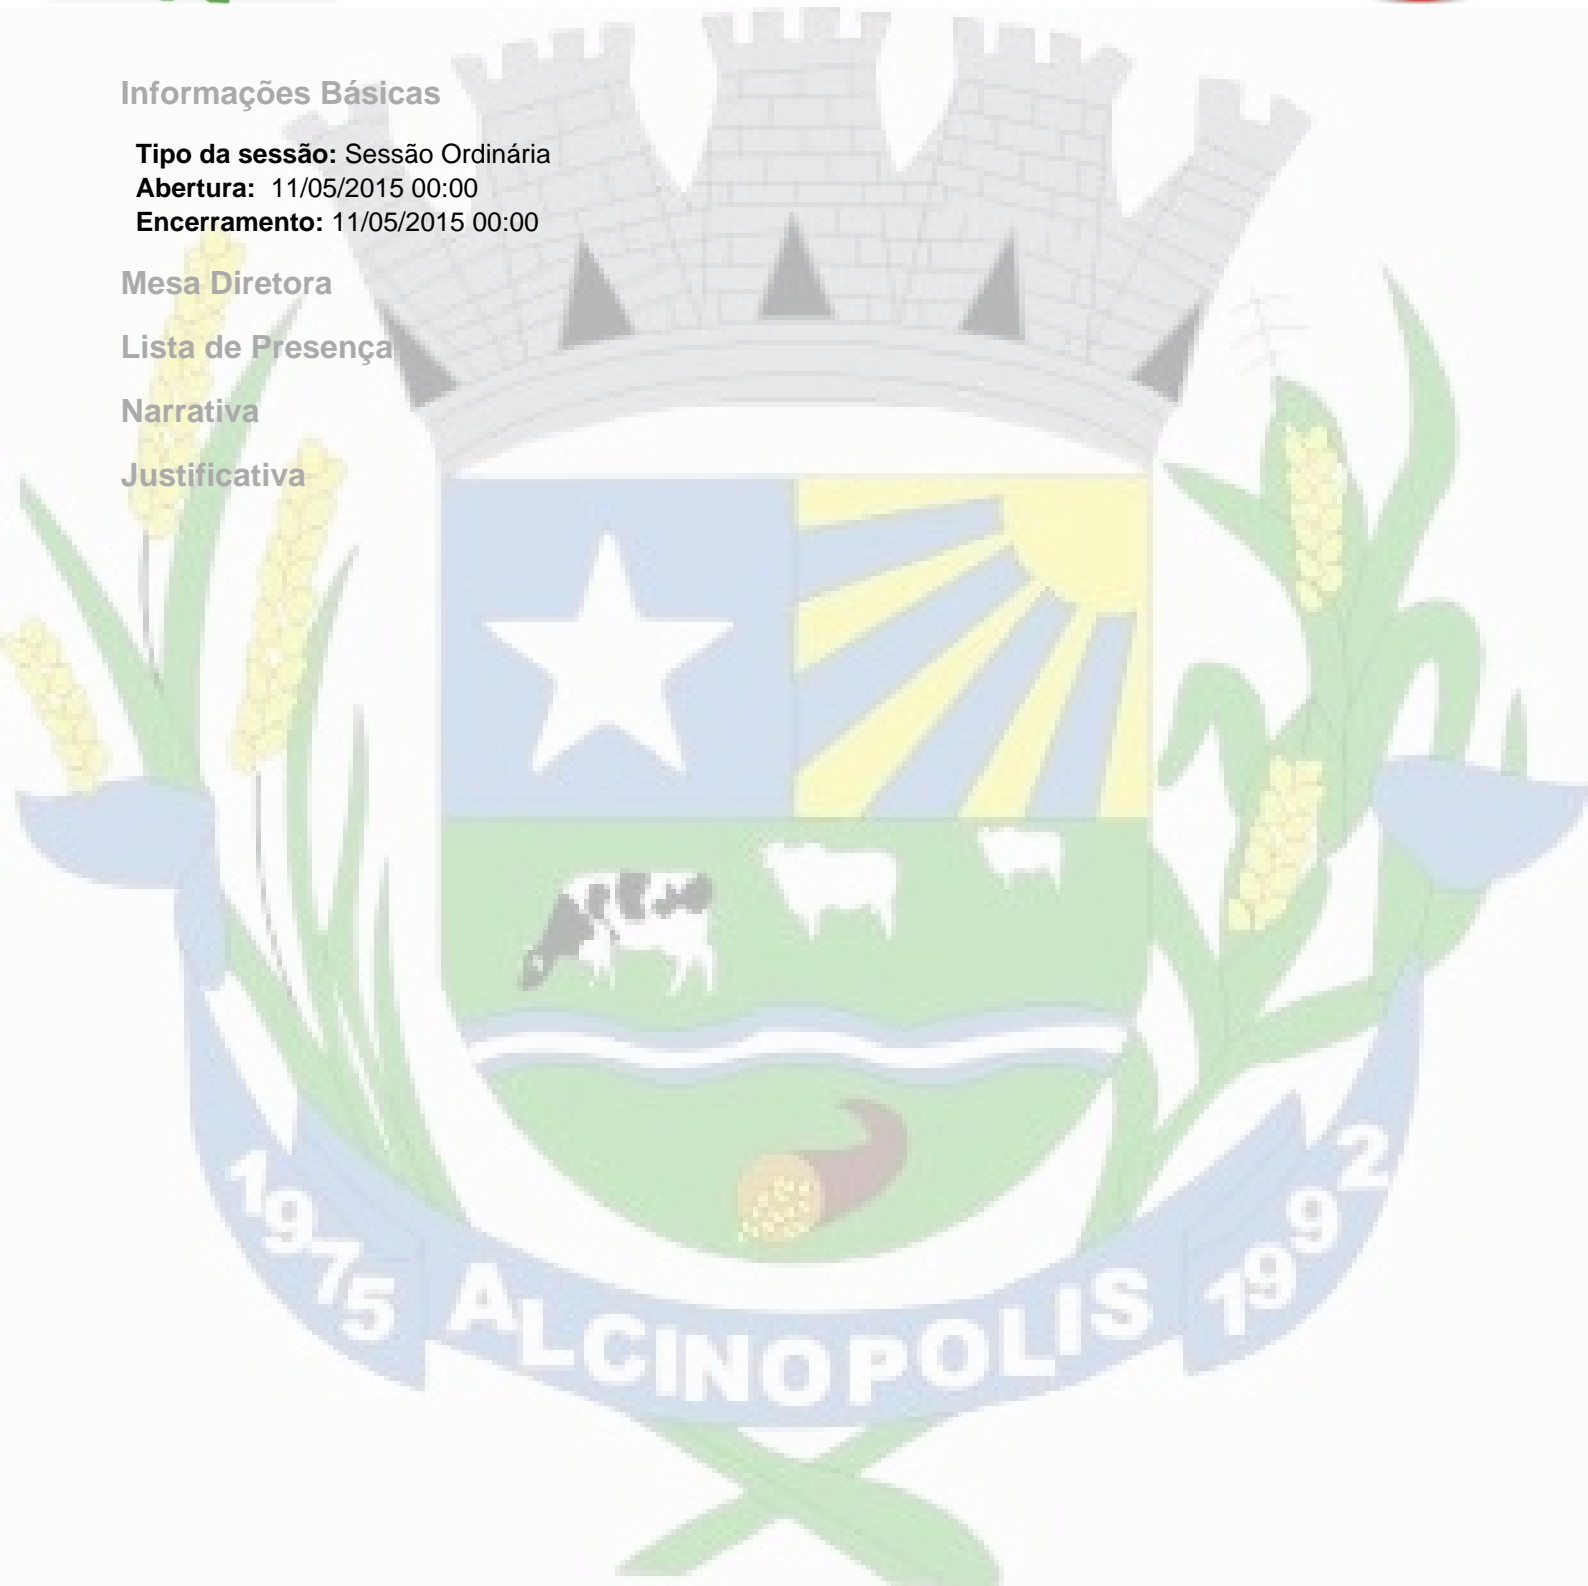 Informações Básicas
Tipo da sessão: Sessão Ordinária
Abertura: 11/05/2015 00:00
Encerramento: 11/05/2015 00:00
Mesa Diretora
Lista de Presença
Narrativa
Justificativa
1975 ALCINOPOLIS 1992